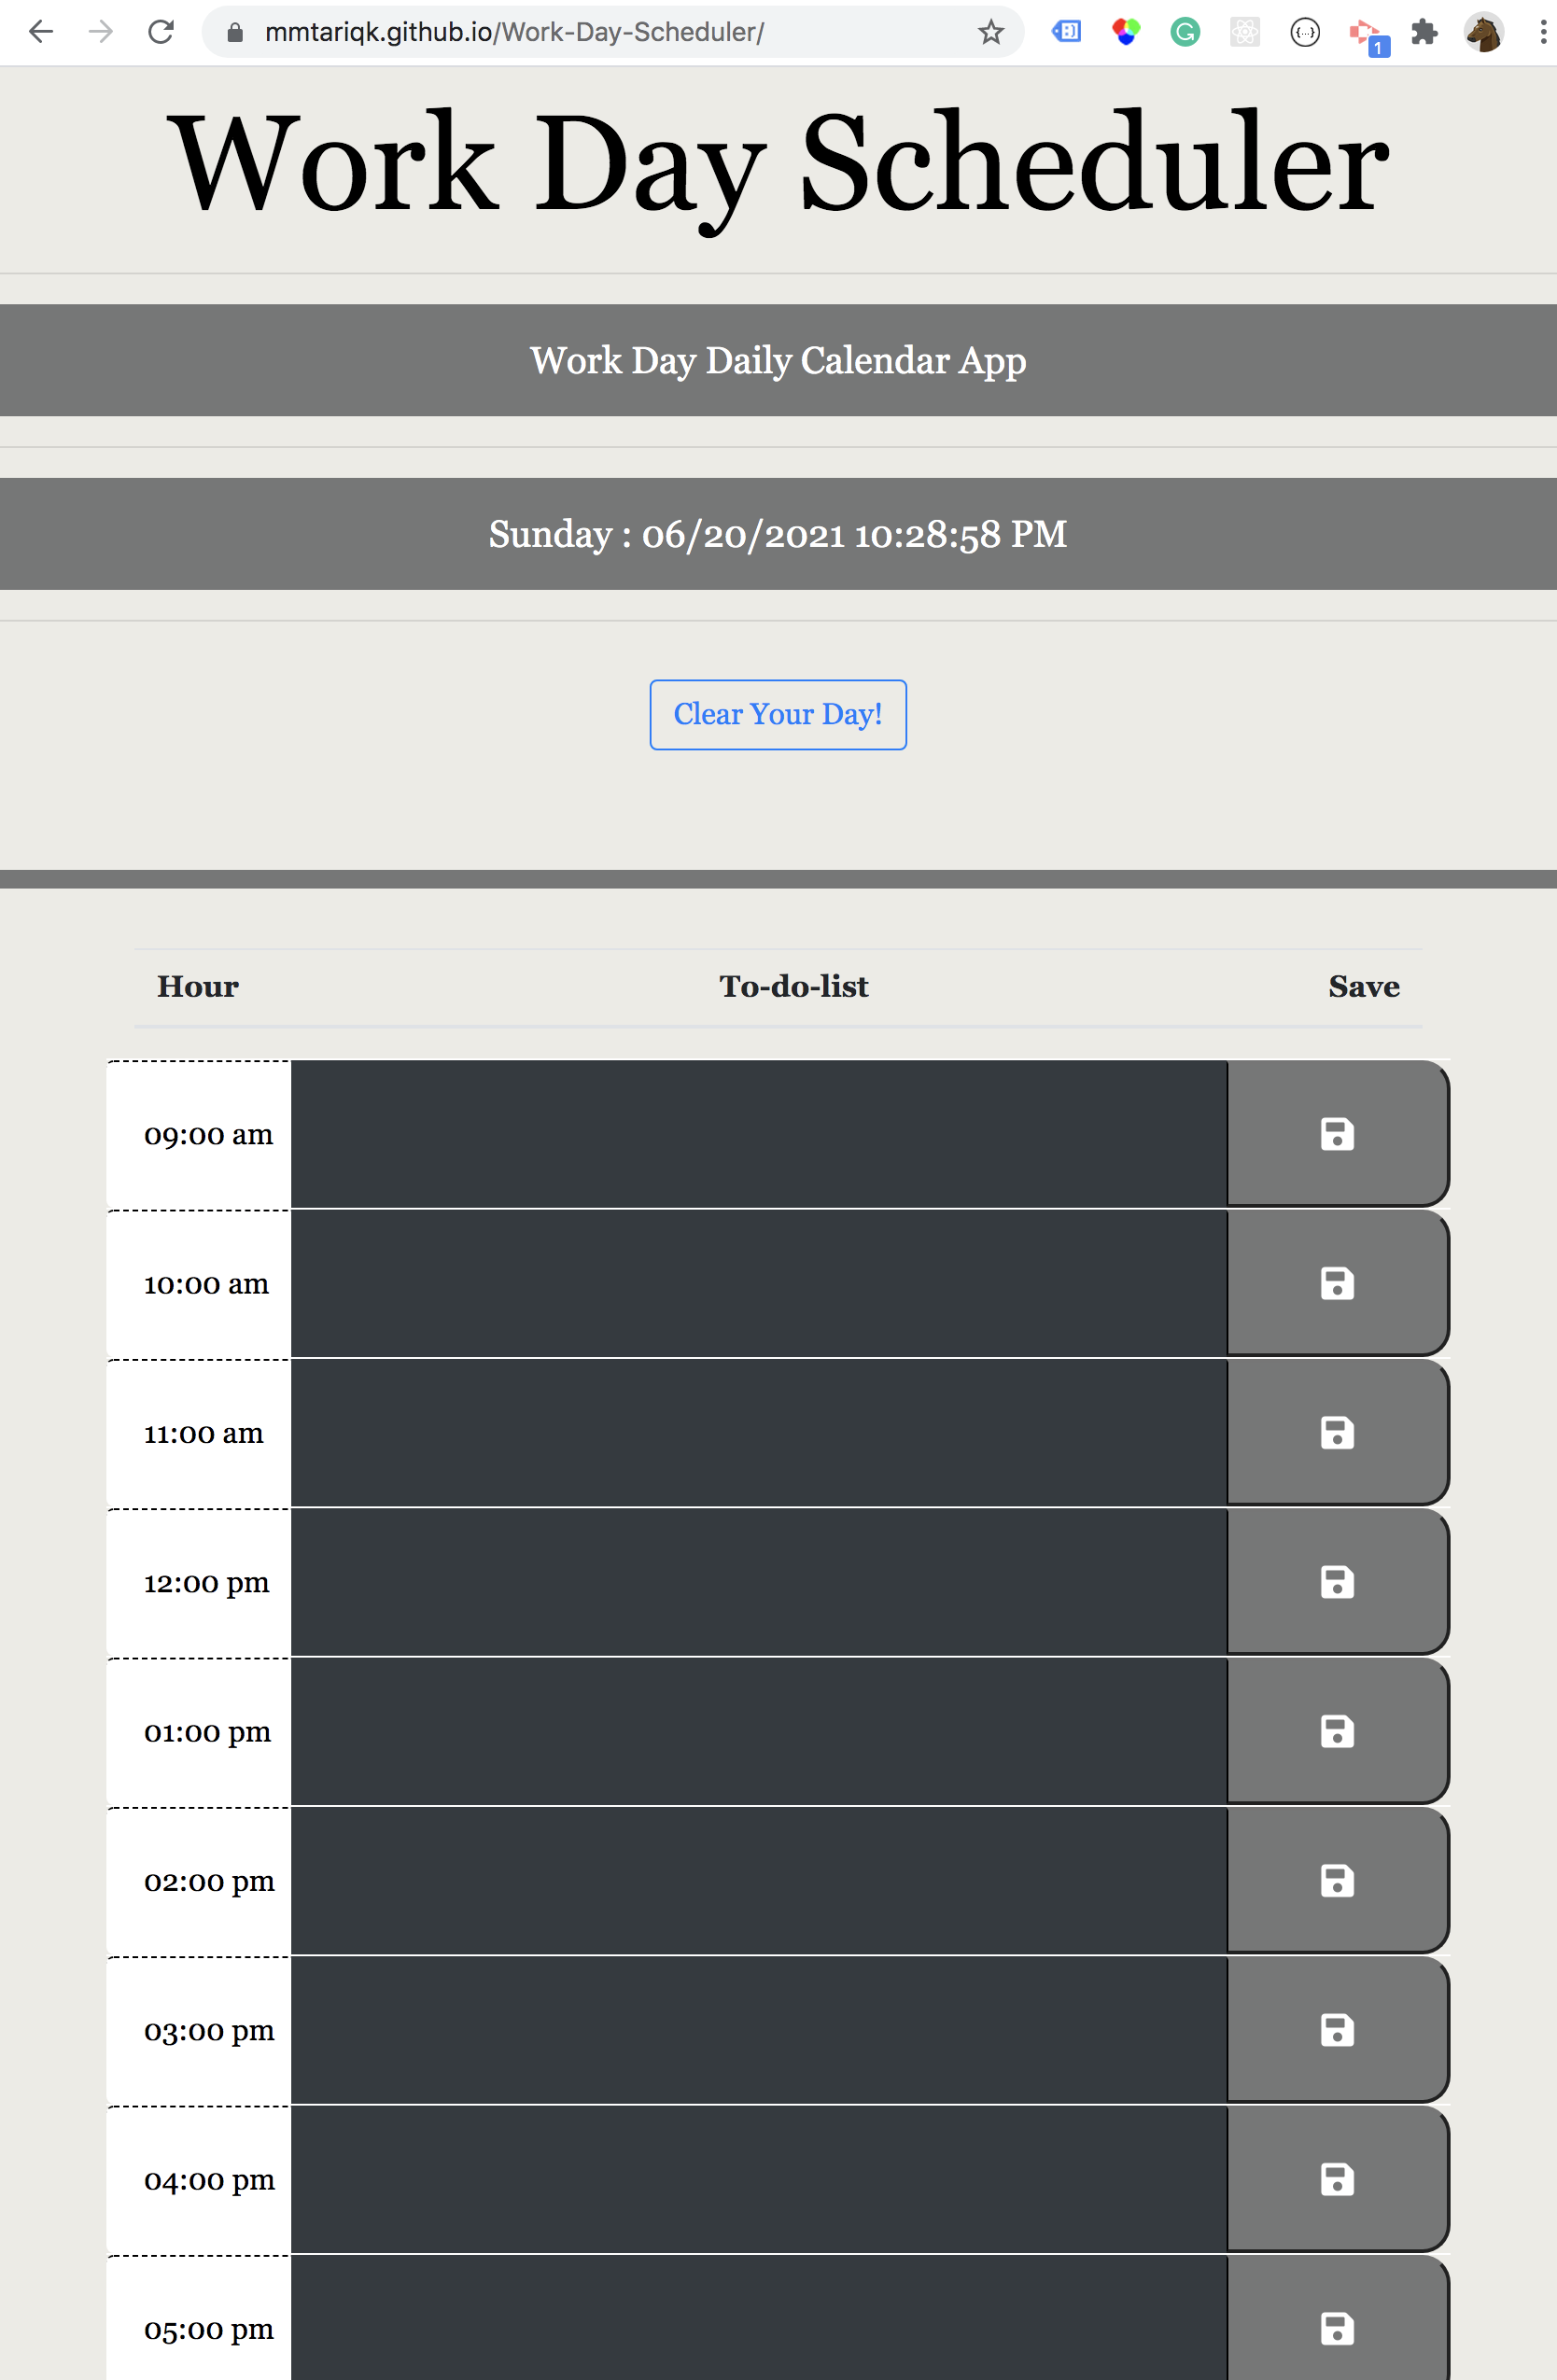 mmtariqk.github.io/Work-Day-Scheduler/
1
Work Day Scheduler
Work Day Daily Calendar App
Sunday : 06/20/2021 10:28:58 PM
Clear Your Day!
Hour To-do-list Save
09:00 am
10:00 am
11:00 am
12:00 pm
01:00 pm
02:00 pm
03:00 pm
04:00 pm
05:00 pm